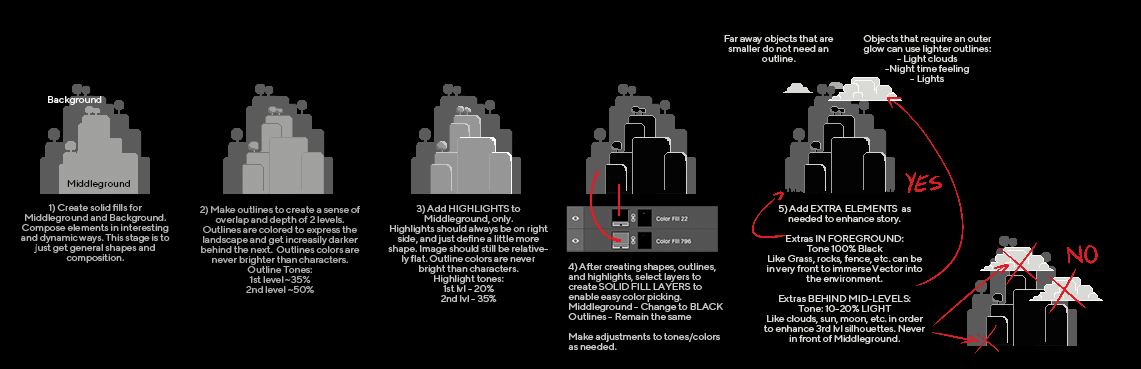 Background
Middleground
1) Create solid fills for
Middleground and Background.
Compose elements in interesting
and dynamic ways. This stage is to
just get general shapes and
composition.
2) Make outlines to create a sense of
overlap and depth of 2 levels.
Outlines are colored to express the
landscape and get increasily darker
behind the next. Outlines colors are
never brighter than characters.
Outline Tones:
1st level ~35%
2nd level ~50%
3) Add HIGHLIGHTS to
Middleground, only.
Highlights should always be on right
side, and just define a little more
shape. Image should still be relative-
ly flat. Outline colors are never
bright than characters.
Highlight tones:
1st lvl - 20%
2nd lvl - 35%
Color Fill 22
Color Fill 796
4) After creating shapes, outlines,
and highlights, select layers to
create SOLID FILL LAYERS to
enable easy color picking.
Middleground - Change to BLACK
Outlines - Remain the same
Make adjustments to tones/colors
as needed.
Far away objects that are
smaller do not need an
outline.
Objects that require an outer
glow can use lighter outlines:
- Light clouds
-Night time feeling
- Lights
YES
5) Add EXTRA ELEMENTS as
needed to enhance story.
Extras IN FOREGROUND:
Tone 100% Black
Like Grass, rocks, fence, etc. can be
in very front to immerse Vector into
the environment.
Extras BEHIND MID-LEVELS:
Tone: 10-20% LIGHT
Like clouds, sun, moon, etc. in order
to enhance 3rd lvl silhouettes. Never
in front of Middleground.
NO